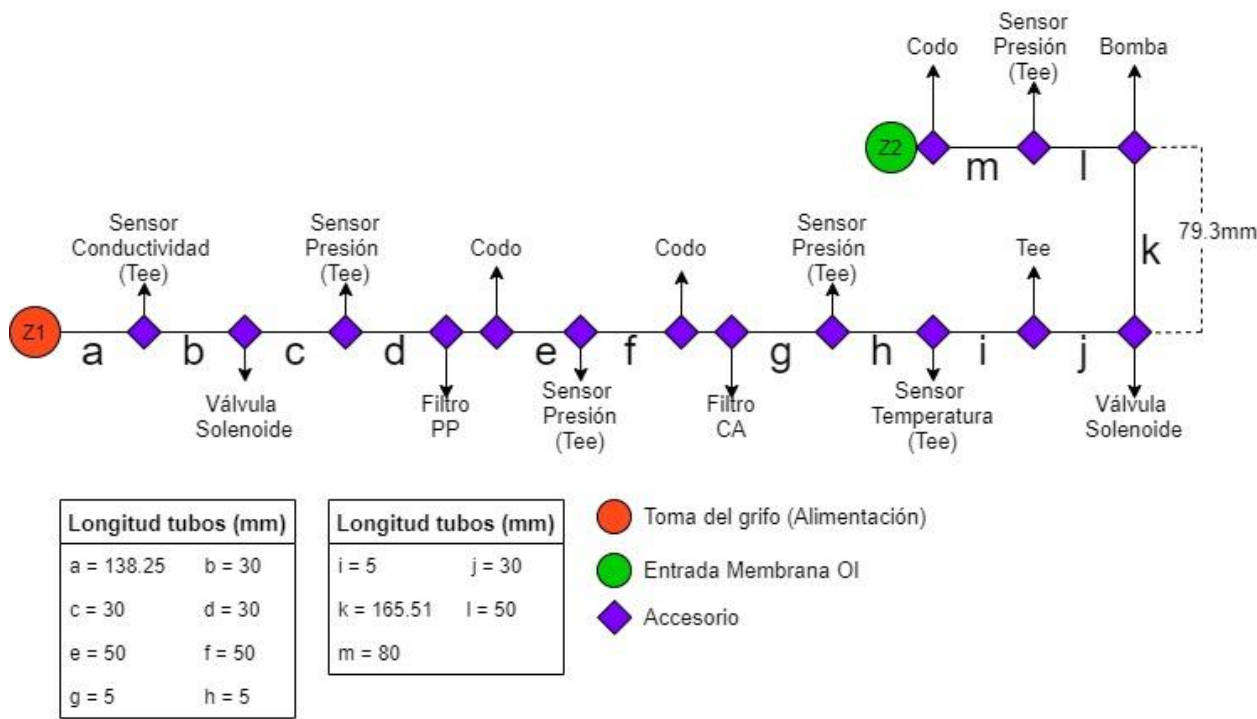 Codo
Sensor
Presión
(Tee)
Bomba
Z2
m
l
Sensor
Conductividad
(Tee)
Sensor
Presión
(Tee)
Codo
Codo
Sensor
Presión
(Tee)
Tee
k
79.3mm
Z1
a
b
c
d
e
f
g
h
i
j
Válvula
Solenoide
Filtro
PP
Sensor
Presión
(Tee)
Filtro
CA
Sensor
Temperatura
(Tee)
Válvula
Solenoide
Longitud tubos (mm)
a = 138.25 b = 30
c = 30 d = 30
e = 50 f = 50
g = 5 h = 5
Longitud tubos (mm)
i = 5 j = 30
k = 165.51 l = 50
m = 80
Toma del grifo (Alimentación)
Entrada Membrana OI
Accesorio